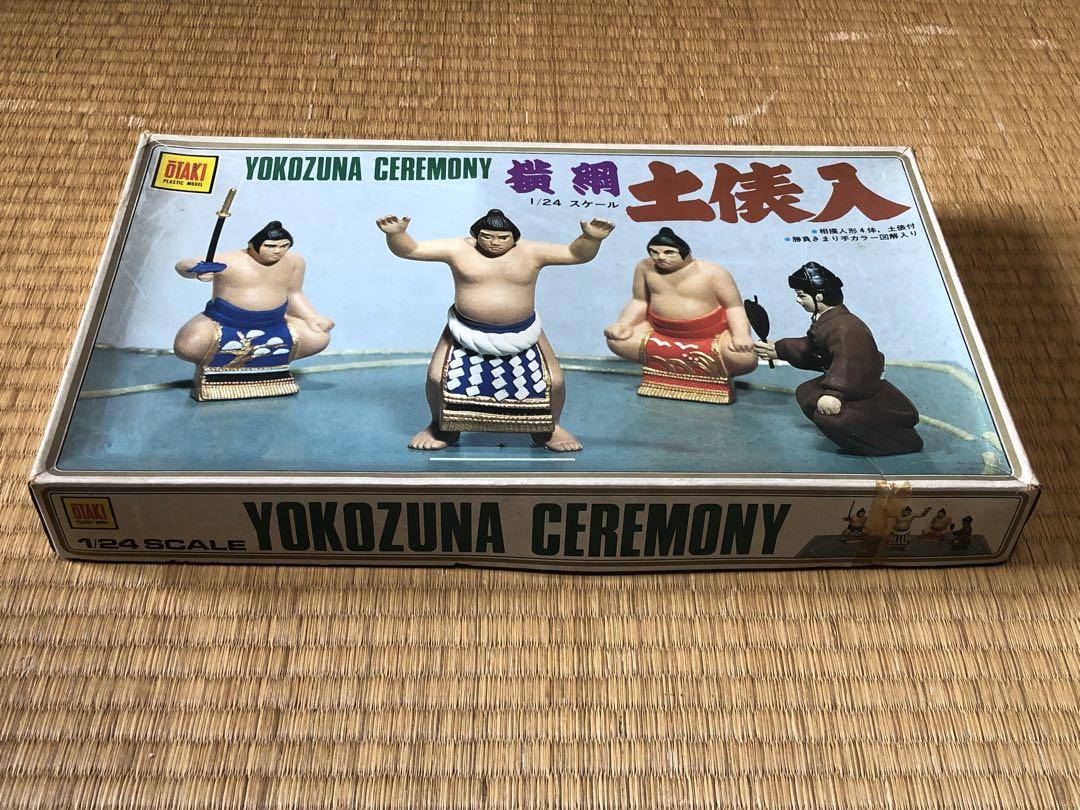 ŌTAKI
PLASTIC MODEL
YOKOZUNA CEREMONY 横綱 土俵入
1/24 スケール
●相撲人形4体，土俵付
●勝負きまり手カラー図解入り
ŌTAKI
PLASTIC MODEL
1/24 SCALE
YOKOZUNA CEREMONY